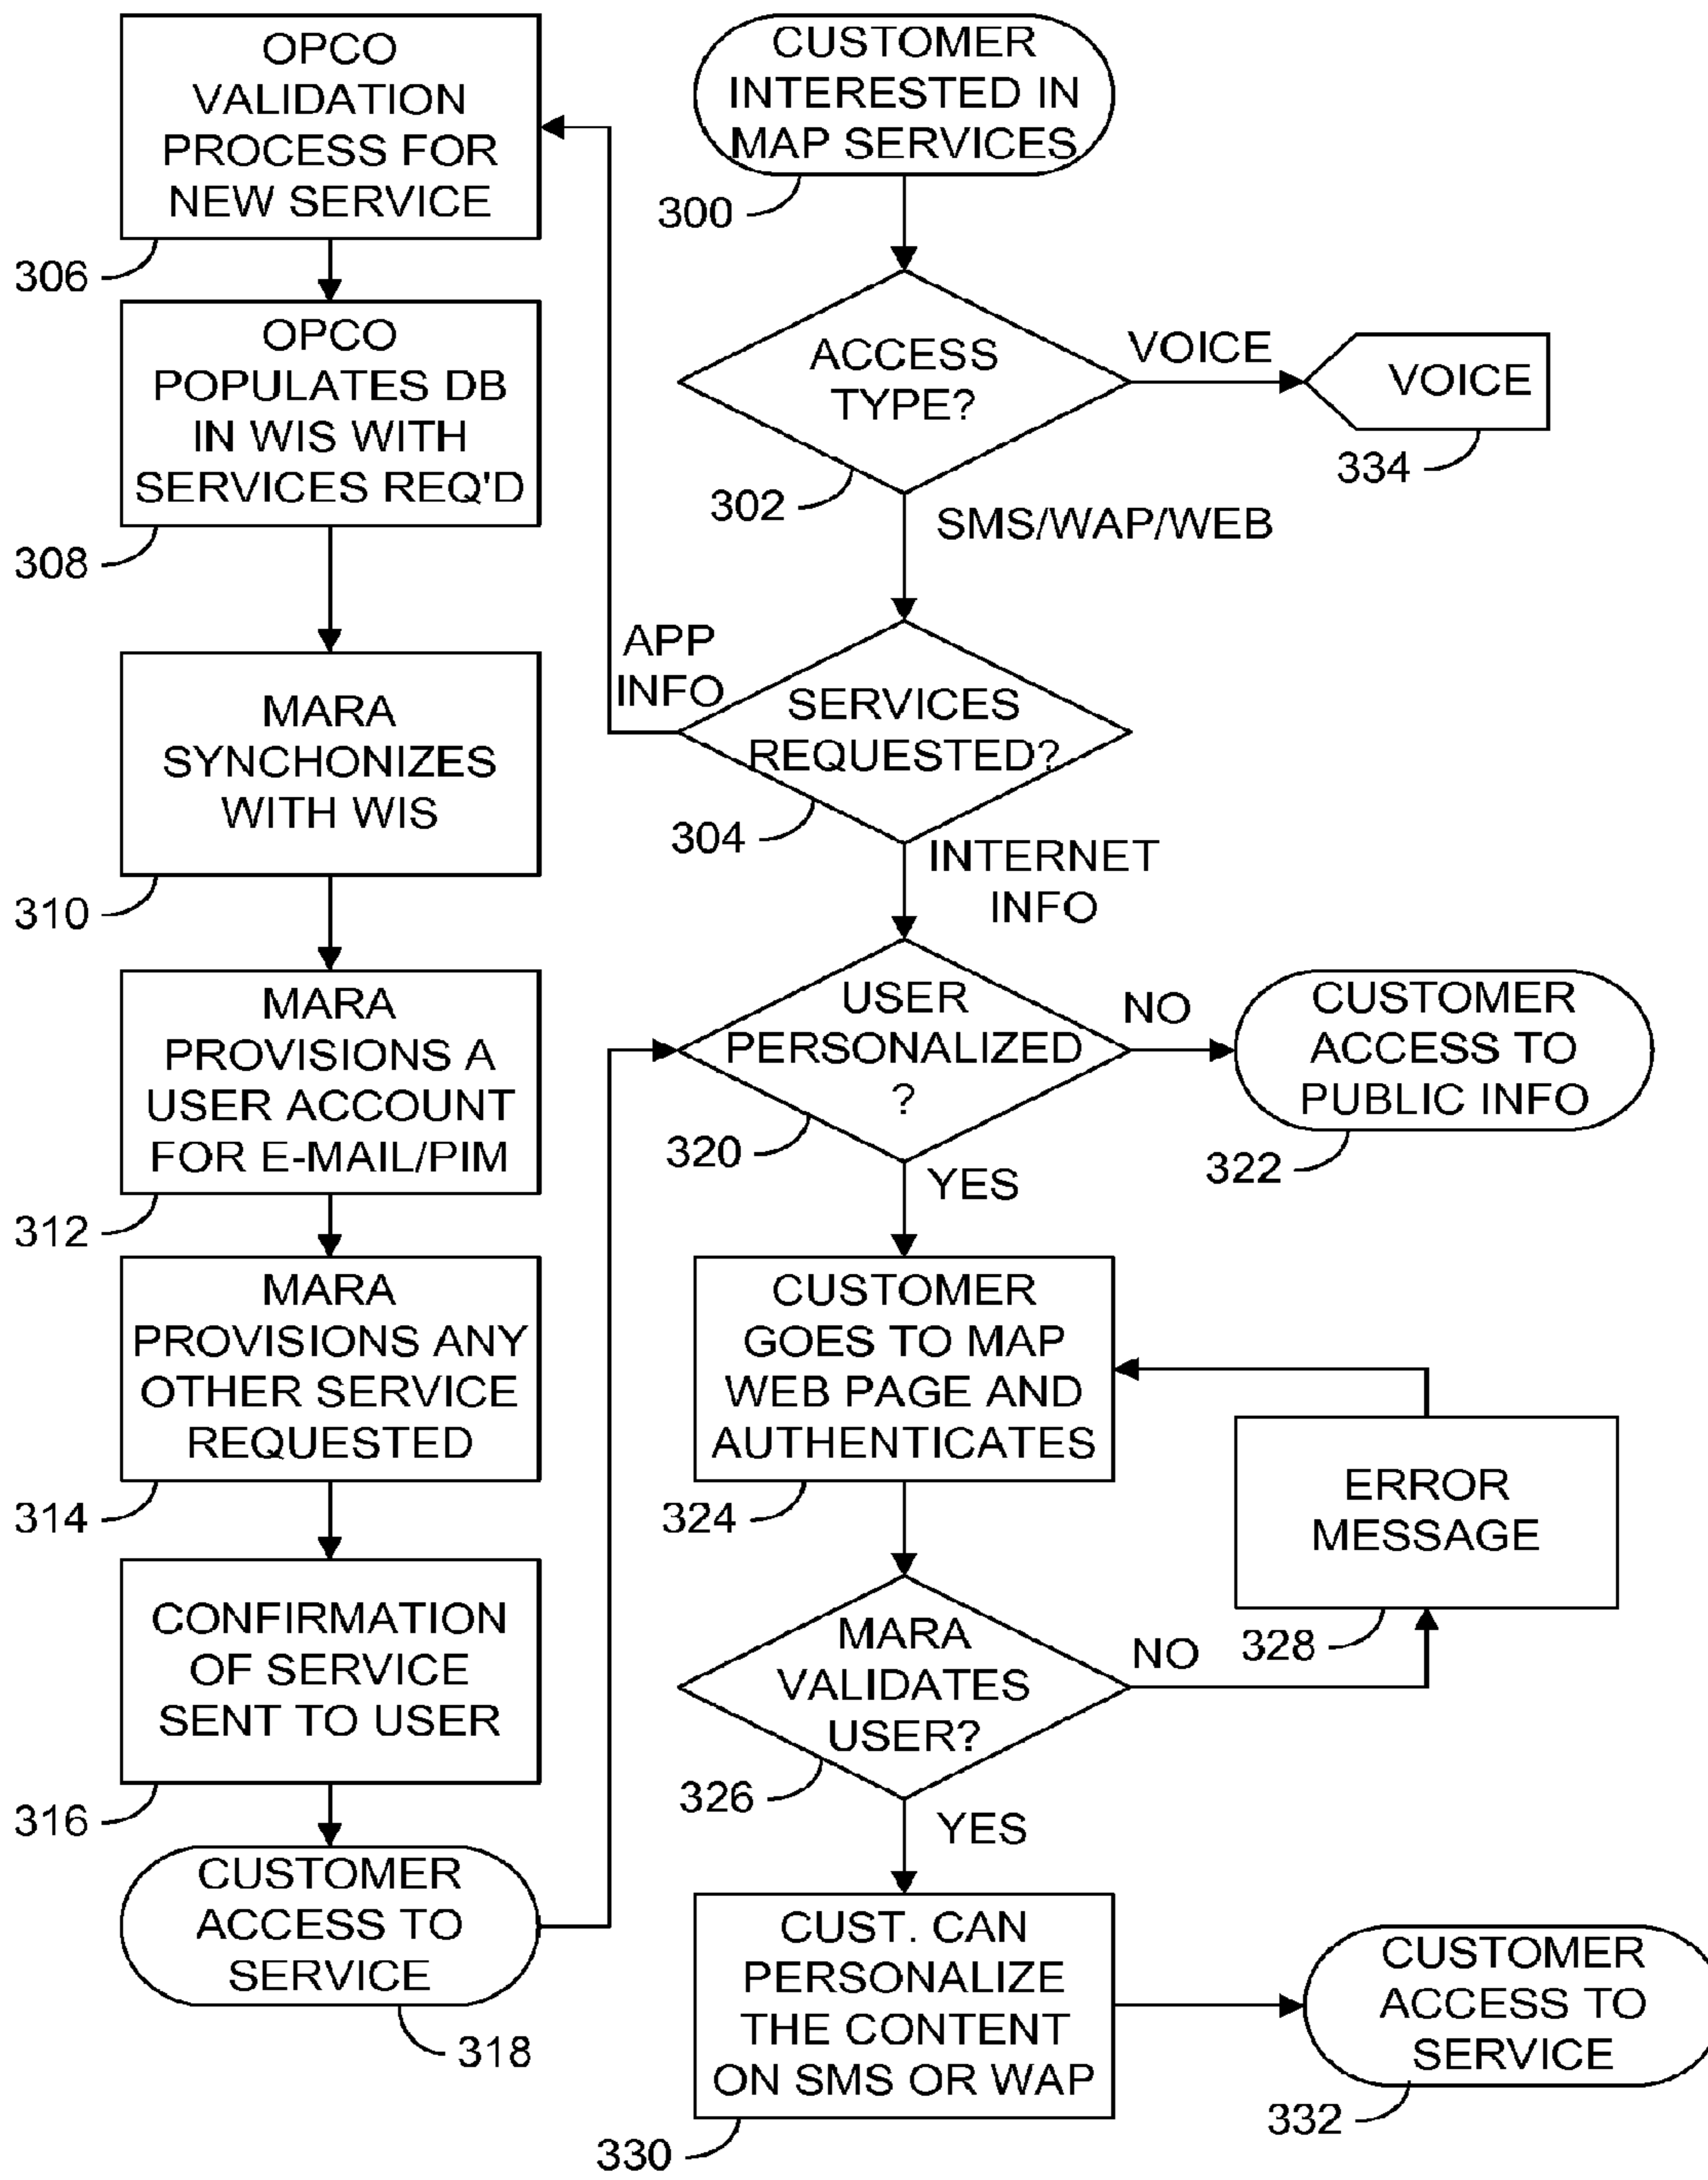 OPCO
VALIDATION
PROCESS FOR
NEW SERVICE
306
OPCO
POPULATES DB
IN WIS WITH
SERVICES REQ'D
308
MARA
SYNCHONIZES
WITH WIS
310
MARA
PROVISIONS A
USER ACCOUNT
FOR E-MAIL/PIM
312
MARA
PROVISIONS ANY
OTHER SERVICE
REQUESTED
314
CONFIRMATION
OF SERVICE
SENT TO USER
316
CUSTOMER
ACCESS TO
SERVICE
318
CUSTOMER
INTERESTED IN
MAP SERVICES
300
ACCESS
TYPE?
302
VOICE
VOICE
334
SMS/WAP/WEB
APP
INFO
SERVICES
REQUESTED?
304
INTERNET
INFO
USER
PERSONALIZED
?
320
NO
CUSTOMER
ACCESS TO
PUBLIC INFO
322
YES
CUSTOMER
GOES TO MAP
WEB PAGE AND
AUTHENTICATES
324
ERROR
MESSAGE
328
MARA
VALIDATES
USER?
326
NO
YES
CUST. CAN
PERSONALIZE
THE CONTENT
ON SMS OR WAP
330
CUSTOMER
ACCESS TO
SERVICE
332